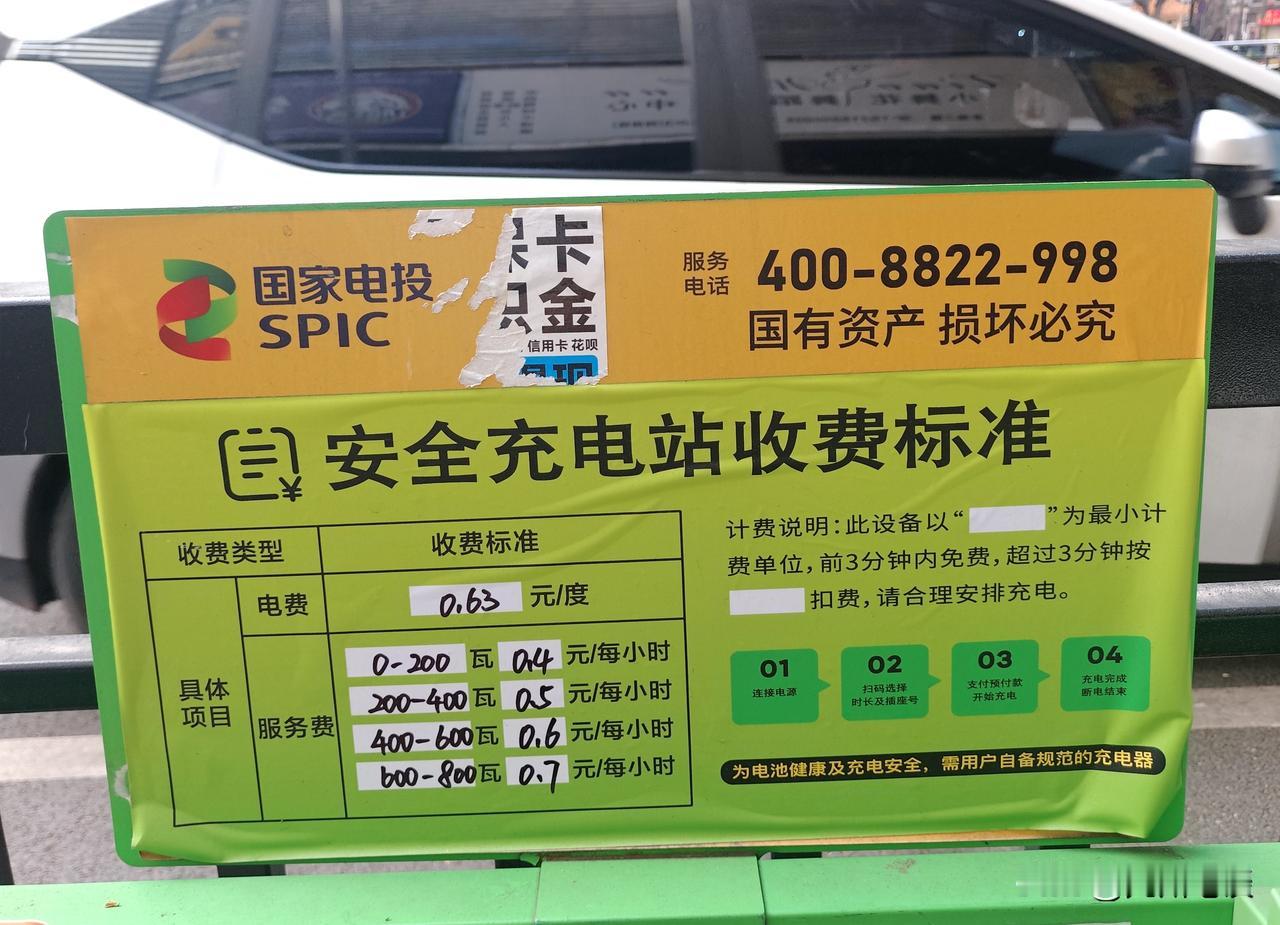 国家电投
SPIC
卡
金
信用卡 花呗
服务
电话
400-8822-998
国有资产 损坏必究
安全充电站收费标准
收费类型 收费标准
具体
项目
电费 0.63 元/度
服务费
0-200 瓦 0.4 元/每小时
200-400 瓦 0.5 元/每小时
400-600 瓦 0.6 元/每小时
600-800 瓦 0.7 元/每小时
计费说明:此设备以“ ”为最小计
费单位,前3分钟内免费,超过3分钟按
扣费,请合理安排充电。
01
连接电源
02
扫码选择
时长及插座号
03
支付预付款
开始充电
04
充电完成
断电结束
为电池健康及充电安全,需用户自备规范的充电器